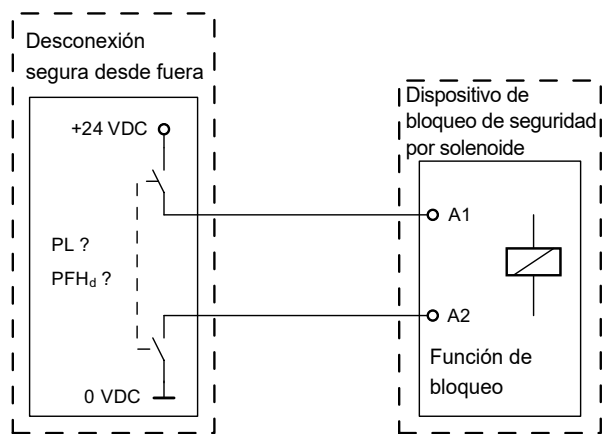 Desconexión
segura desde fuera
+24 VDC
PL ?
PFHd ?
0 VDC
Dispositivo de
bloqueo de seguridad
por solenoide
A1
A2
Función de
bloqueo